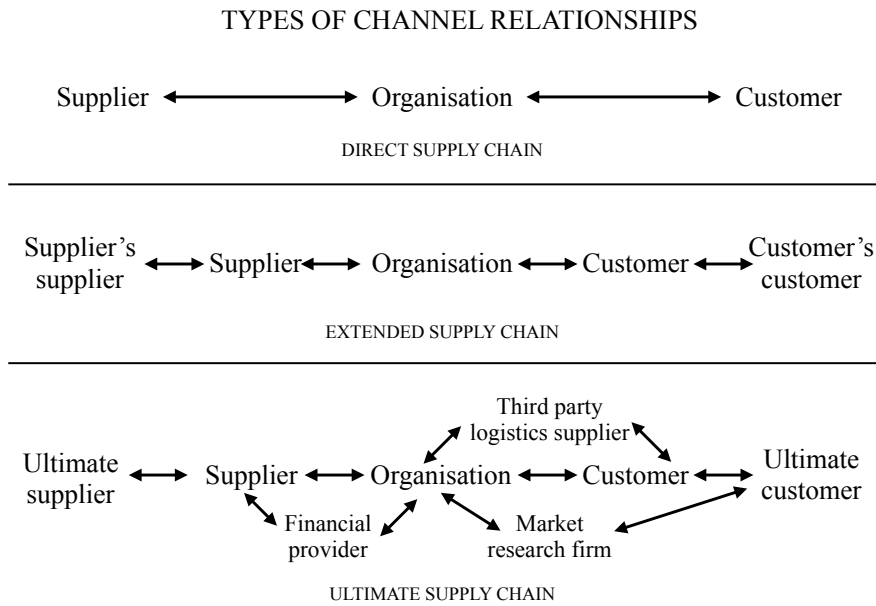 TYPES OF CHANNEL RELATIONSHIPS
Supplier Organisation Customer
DIRECT SUPPLY CHAIN
Supplier’s
supplier
Supplier Organisation Customer
Customer’s
customer
EXTENDED SUPPLY CHAIN
Third party
logistics supplier
Ultimate
supplier
Supplier Organisation Customer
Ultimate
customer
Financial
provider
Market
research firm
ULTIMATE SUPPLY CHAIN